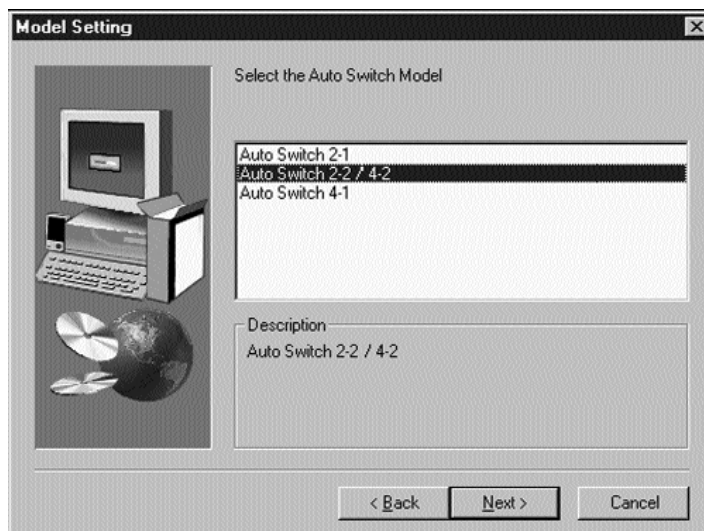 Model Setting
Select the Auto Switch Model
Auto Switch 2-1
Auto Switch 2-2 / 4-2
Auto Switch 4-1
Description
Auto Switch 2-2 / 4-2
< Back
Next >
Cancel